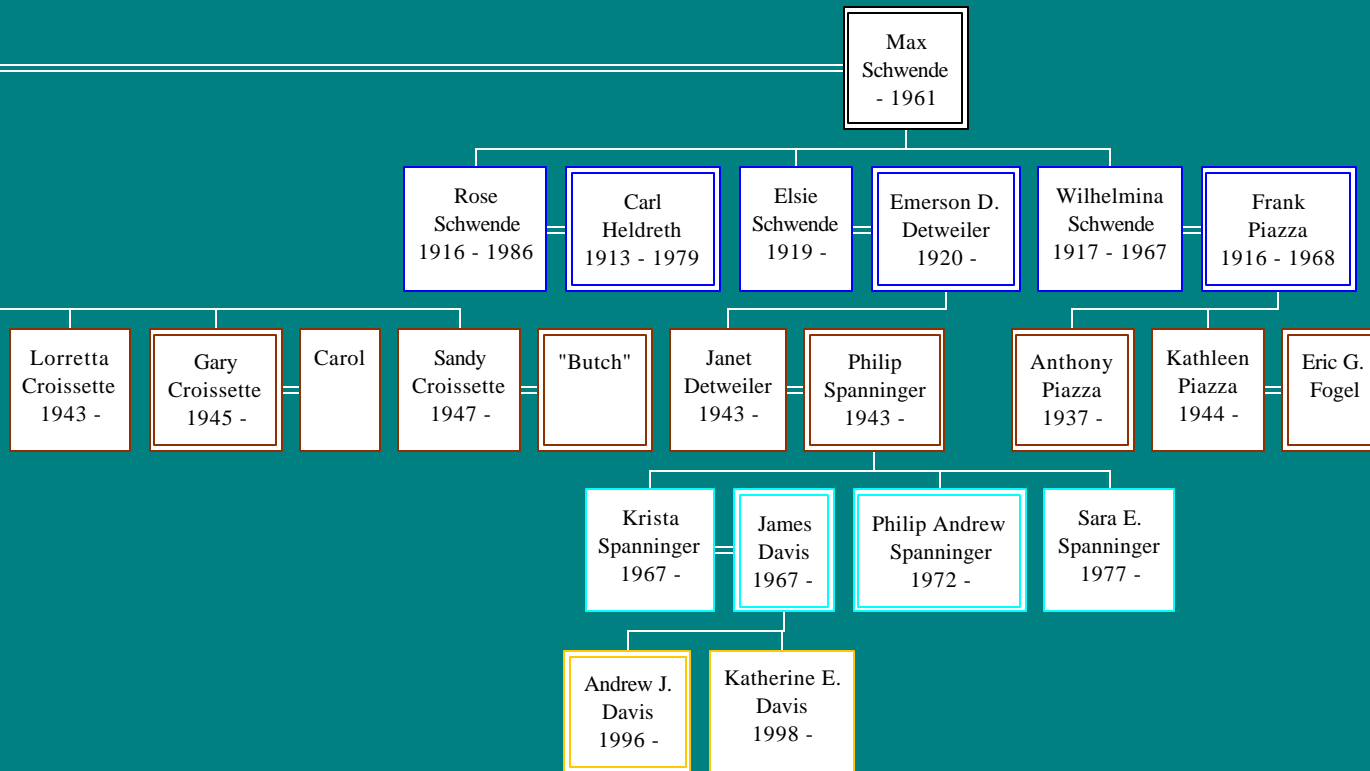 Max
Schwende
- 1961
Rose
Schwende
1916 - 1986
Carl
Heldreth
1913 - 1979
Elsie
Schwende
1919 -
Emerson D.
Detweiler
1920 -
Wilhelmina
Schwende
1917 - 1967
Frank
Piazza
1916 - 1968
Lorretta
Croissette
1943 -
Gary
Croissette
1945 -
Carol
Sandy
Croissette
1947 -
"Butch"
Janet
Detweiler
1943 -
Philip
Spanninger
1943 -
Anthony
Piazza
1937 -
Kathleen
Piazza
1944 -
Eric G.
Fogel
Krista
Spanninger
1967 -
James
Davis
1967 -
Philip Andrew
Spanninger
1972 -
Sara E.
Spanninger
1977 -
Andrew J.
Davis
1996 -
Katherine E.
Davis
1998 -